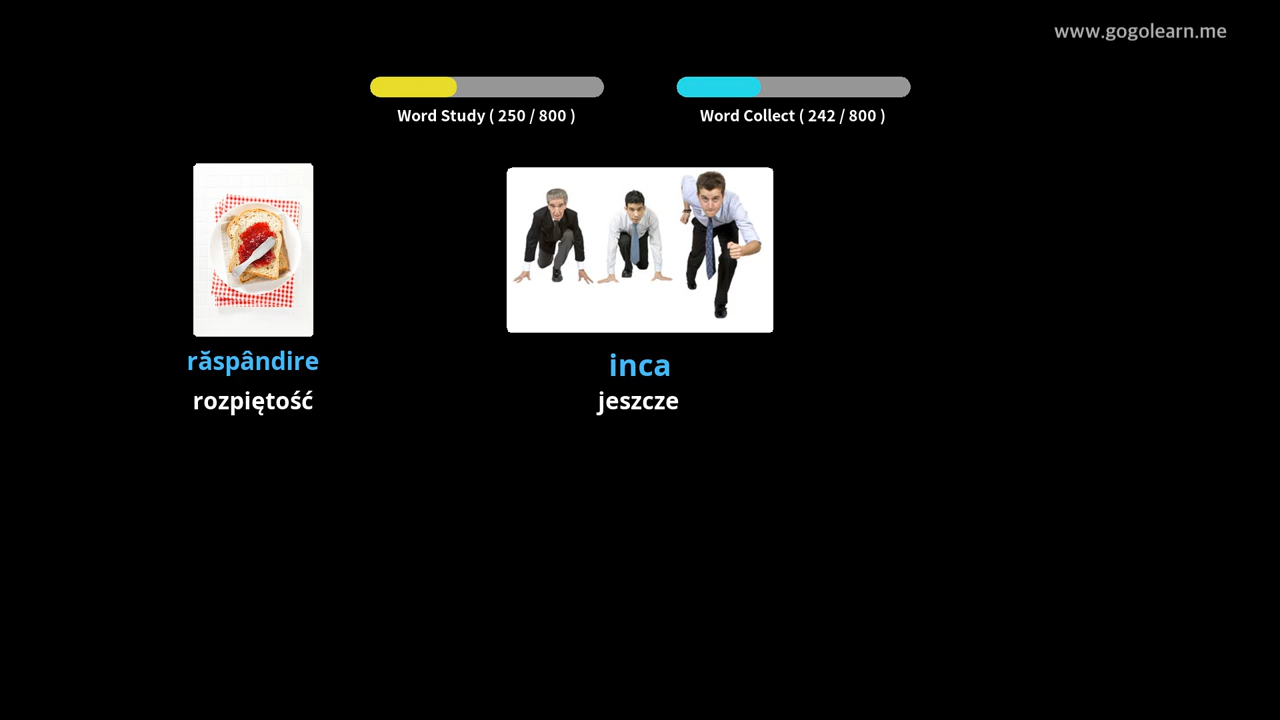 www.gogolearn.me
Word Study ( 250 / 800 )
Word Collect ( 242 / 800 )
răspândire
rozpiętość
inca
jeszcze